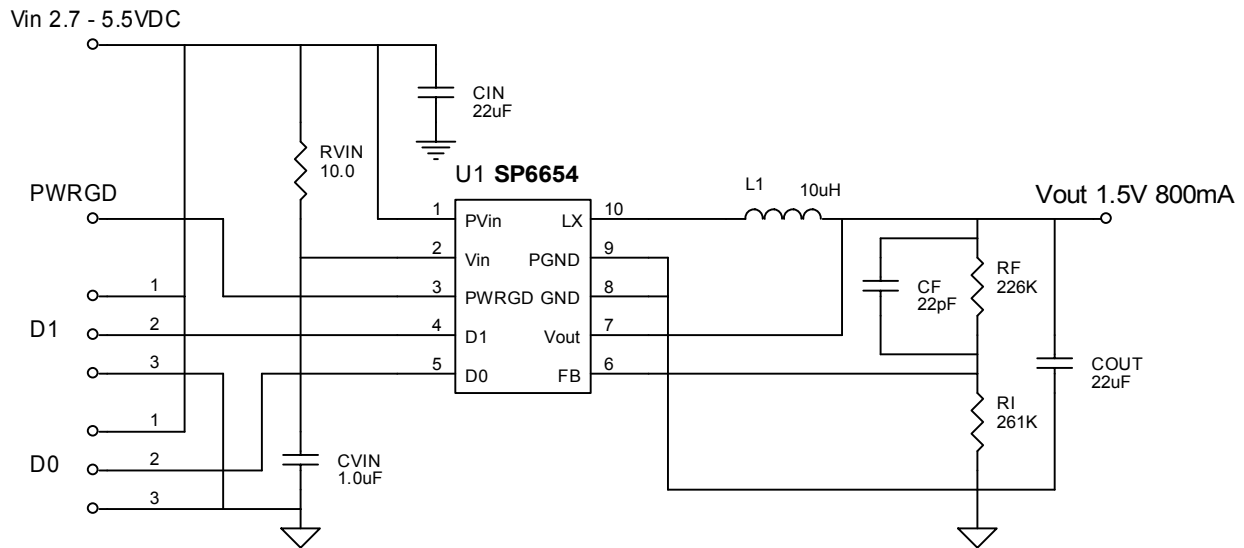 Vin 2.7 - 5.5VDC
CIN
22uF
RVIN
10.0
U1 SP6654
L1
10uH
Vout 1.5V 800mA
PWRGD
1
PVin
LX
10
2
Vin
PGND
9
3
PWRGD
GND
8
4
D1
Vout
7
5
D0
FB
6
CF
22pF
RF
226K
COUT
22uF
RI
261K
1
D1
2
3
1
D0
2
3
CVIN
1.0uF